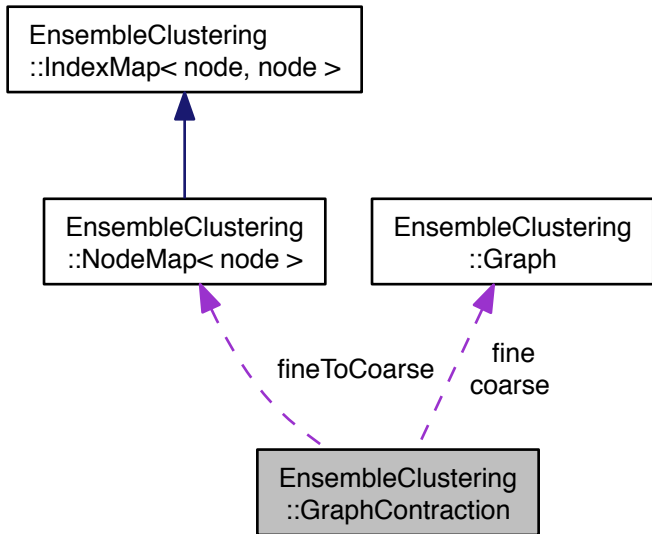 EnsembleClustering
::IndexMap< node, node >
EnsembleClustering
::NodeMap< node >
EnsembleClustering
::Graph
fineToCoarse
fine
coarse
EnsembleClustering
::GraphContraction